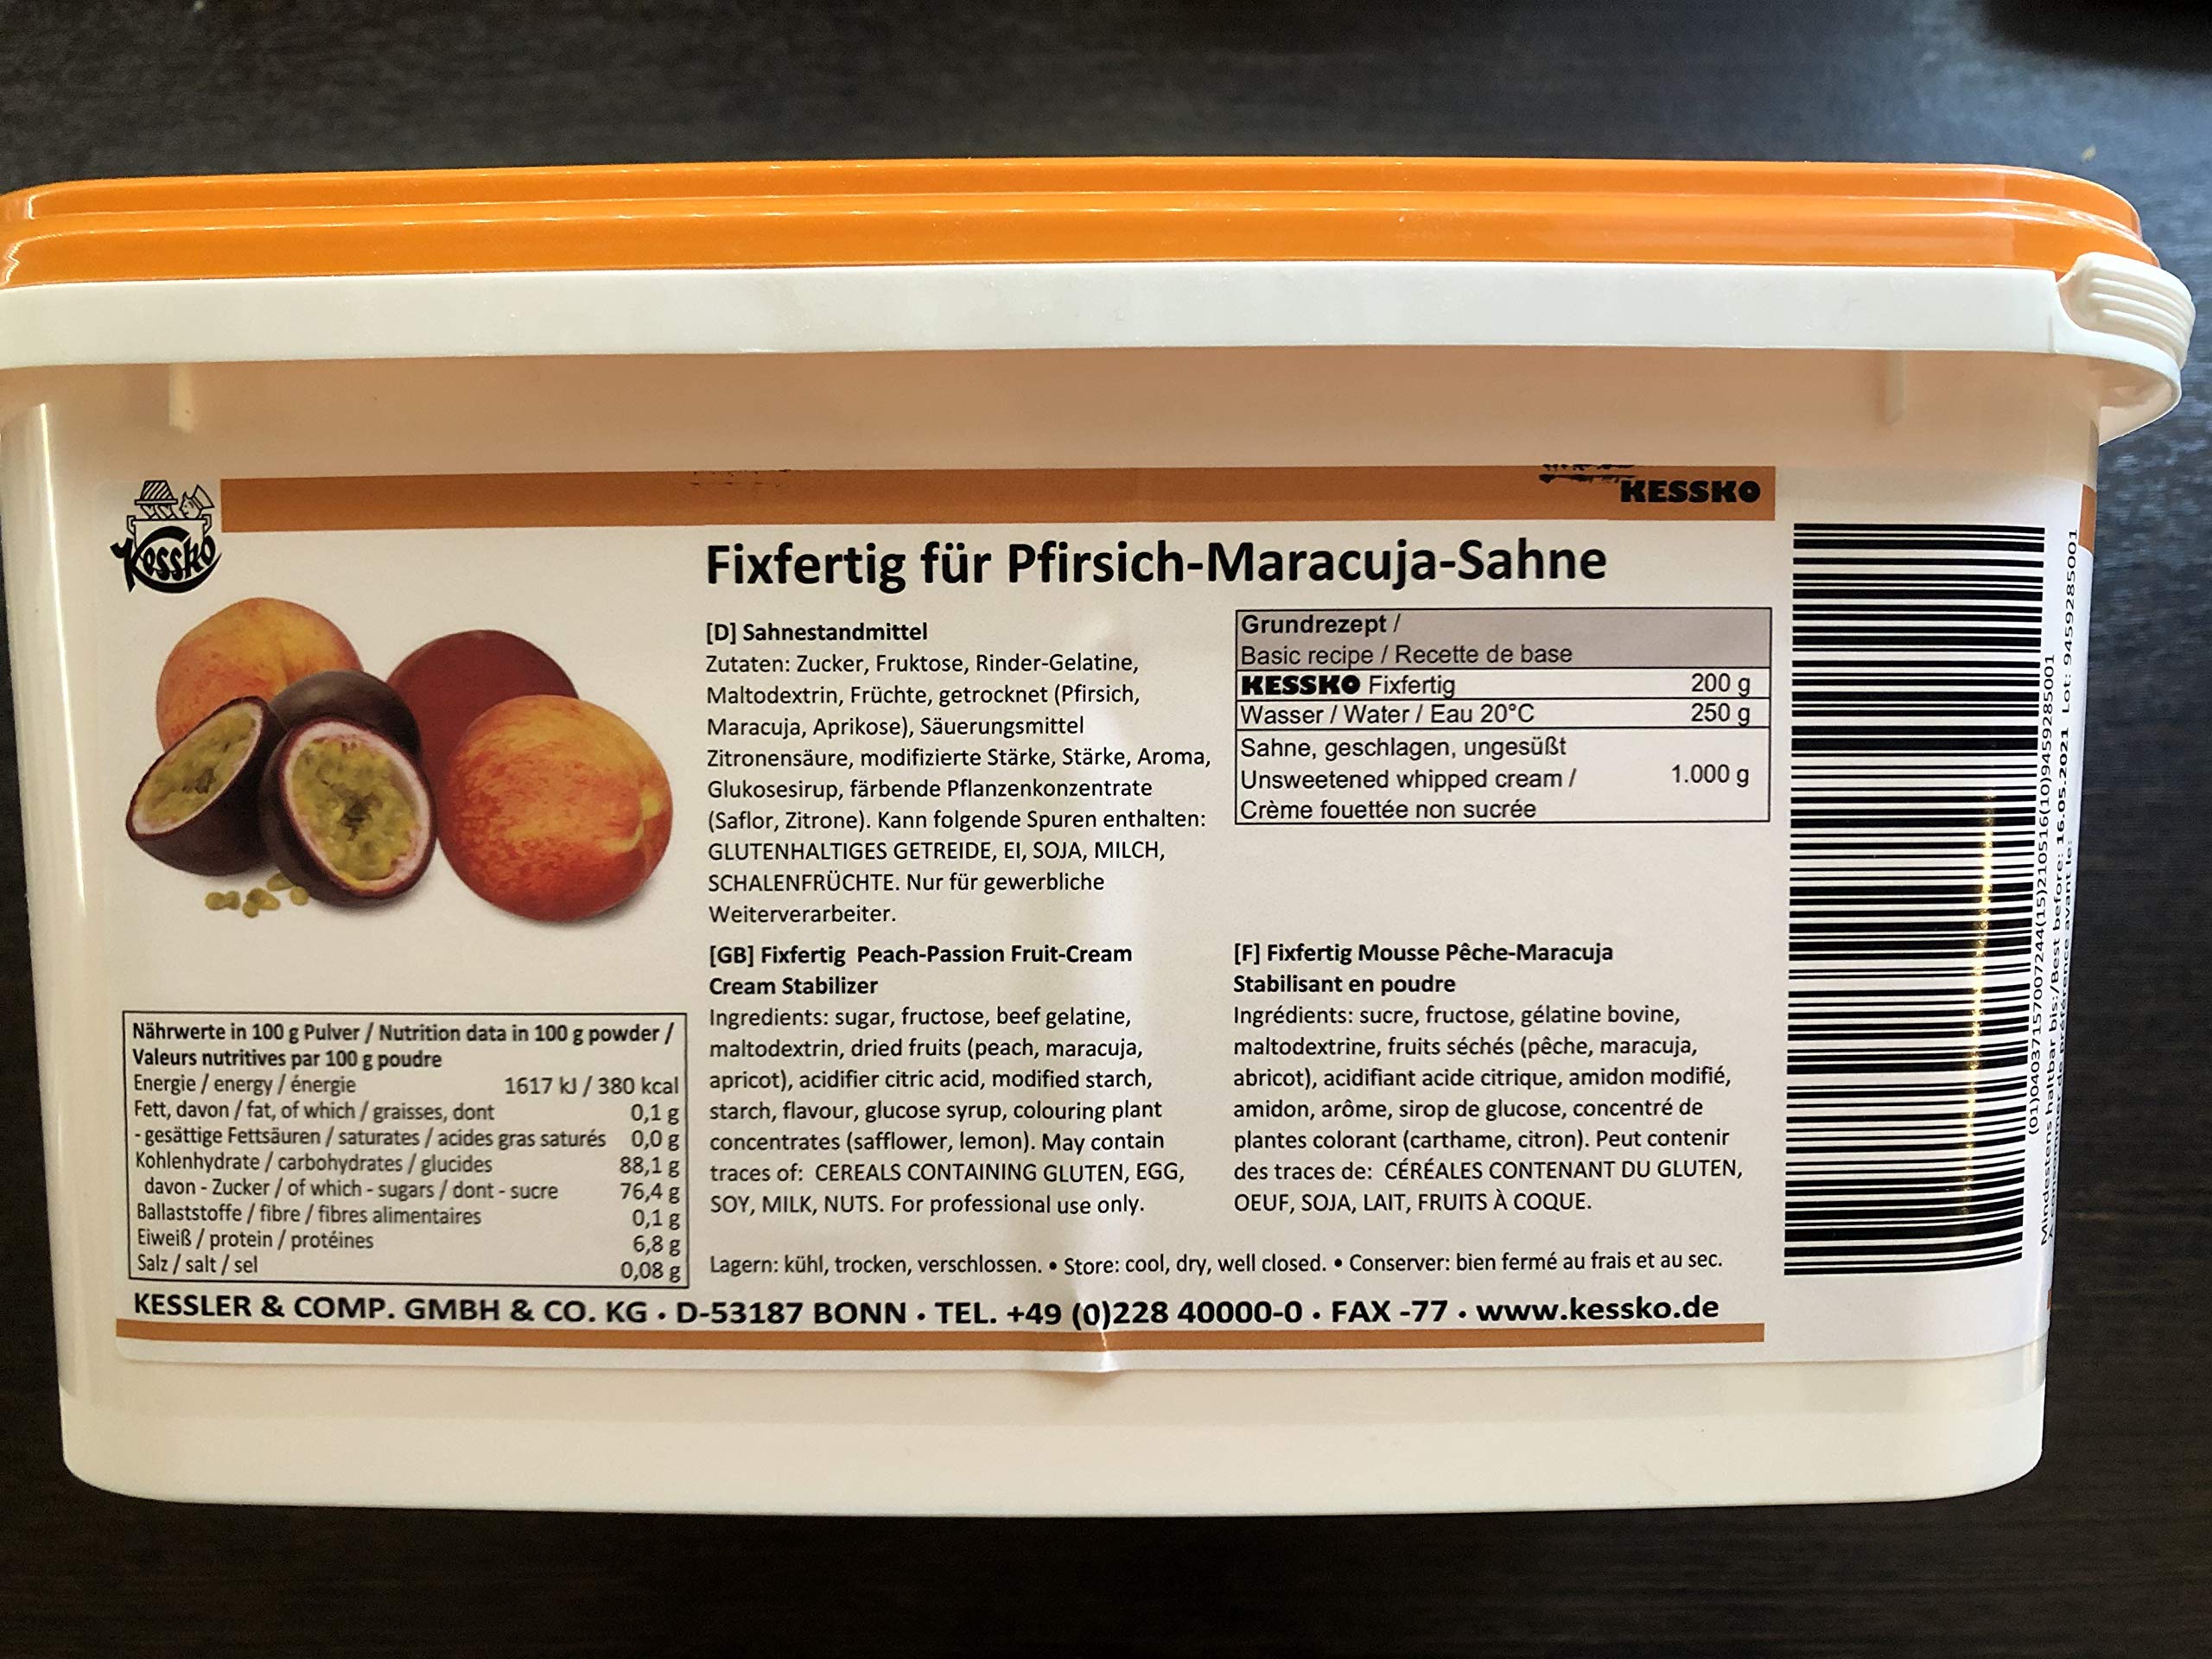 Kessko
KESSKO
Fixfertig für Pfirsich-Maracuja-Sahne
[D] Sahnestandmittel
Zutaten: Zucker, Fruktose, Rinder-Gelatine,
Maltodextrin, Früchte, getrocknet (Pfirsich,
Maracuja, Aprikose), Säuerungsmittel
Zitronensäure, modifizierte Stärke, Stärke, Aroma,
Glukosesirup, färbende Pflanzenkonzentrate
(Saflor, Zitrone). Kann folgende Spuren enthalten:
GLUTENHALTIGES GETREIDE, EI, SOJA, MILCH,
SCHALENFRÜCHTE. Nur für gewerbliche
Weiterverarbeiter.
Grundrezept /
Basic recipe / Recette de base
KESSKO Fixfertig 200 g
Wasser / Water / Eau 20°C 250 g
Sahne, geschlagen, ungesüßt
Unsweetened whipped cream / 1.000 g
Crème fouettée non sucrée
[GB] Fixfertig Peach-Passion Fruit-Cream
Cream Stabilizer
Ingredients: sugar, fructose, beef gelatine,
maltodextrin, dried fruits (peach, maracuja,
apricot), acidifier citric acid, modified starch,
starch, flavour, glucose syrup, colouring plant
concentrates (safflower, lemon). May contain
traces of: CEREALS CONTAINING GLUTEN, EGG,
SOY, MILK, NUTS. For professional use only.
[F] Fixfertig Mousse Pêche-Maracuja
Stabilisant en poudre
Ingrédients: sucre, fructose, gélatine bovine,
maltodextrine, fruits séchés (pêche, maracuja,
abricot), acidifiant acide citrique, amidon modifié,
amidon, arôme, sirop de glucose, concentré de
plantes colorant (carthame, citron). Peut contenir
des traces de: CÉRÉALES CONTENANT DU GLUTEN,
OEUF, SOJA, LAIT, FRUITS À COQUE.
Nährwerte in 100 g Pulver / Nutrition data in 100 g powder /
Valeurs nutritives par 100 g poudre
Energie / energy / énergie 1617 kJ / 380 kcal
Fett, davon / fat, of which / graisses, dont 0,1 g
- gesättige Fettsäuren / saturates / acides gras saturés 0,0 g
Kohlenhydrate / carbohydrates / glucides 88,1 g
davon - Zucker / of which - sugars / dont - sucre 76,4 g
Ballaststoffe / fibre / fibres alimentaires 0,1 g
Eiweiß / protein / protéines 6,8 g
Salz / salt / sel 0,08 g
Lagern: kühl, trocken, verschlossen. • Store: cool, dry, well closed. • Conserver: bien fermé au frais et au sec.
KESSLER & COMP. GMBH & CO. KG • D-53187 BONN • TEL. +49 (0)228 40000-0 • FAX -77 • www.kessko.de
(01)04037157007244(15)210516(10)9459285001
Mindestens haltbar bis:/Best before: 16.05.2021 Lot: 9459285001
A consommer de préférence avant le: